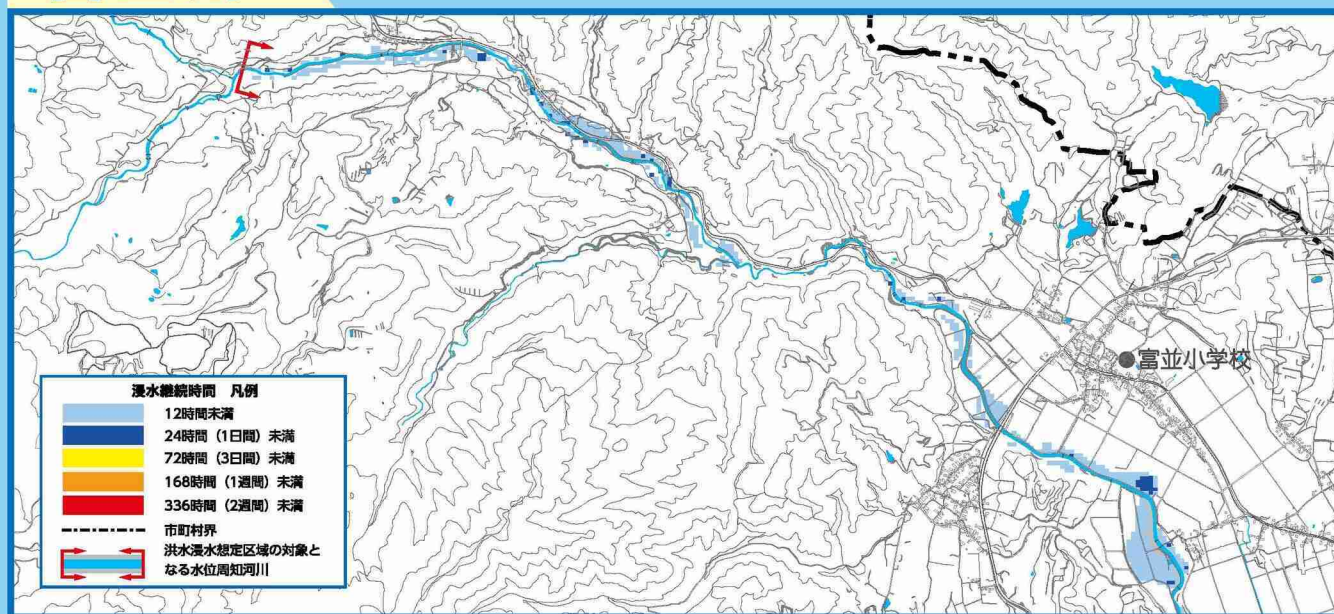 富並小学校
浸水継続時間 凡例
12時間未満
24時間（1日間）未満
72時間（3日間）未満
168時間（1週間）未満
336時間（2週間）未満
市町村界
洪水浸水想定区域の対象と
なる水位周知河川